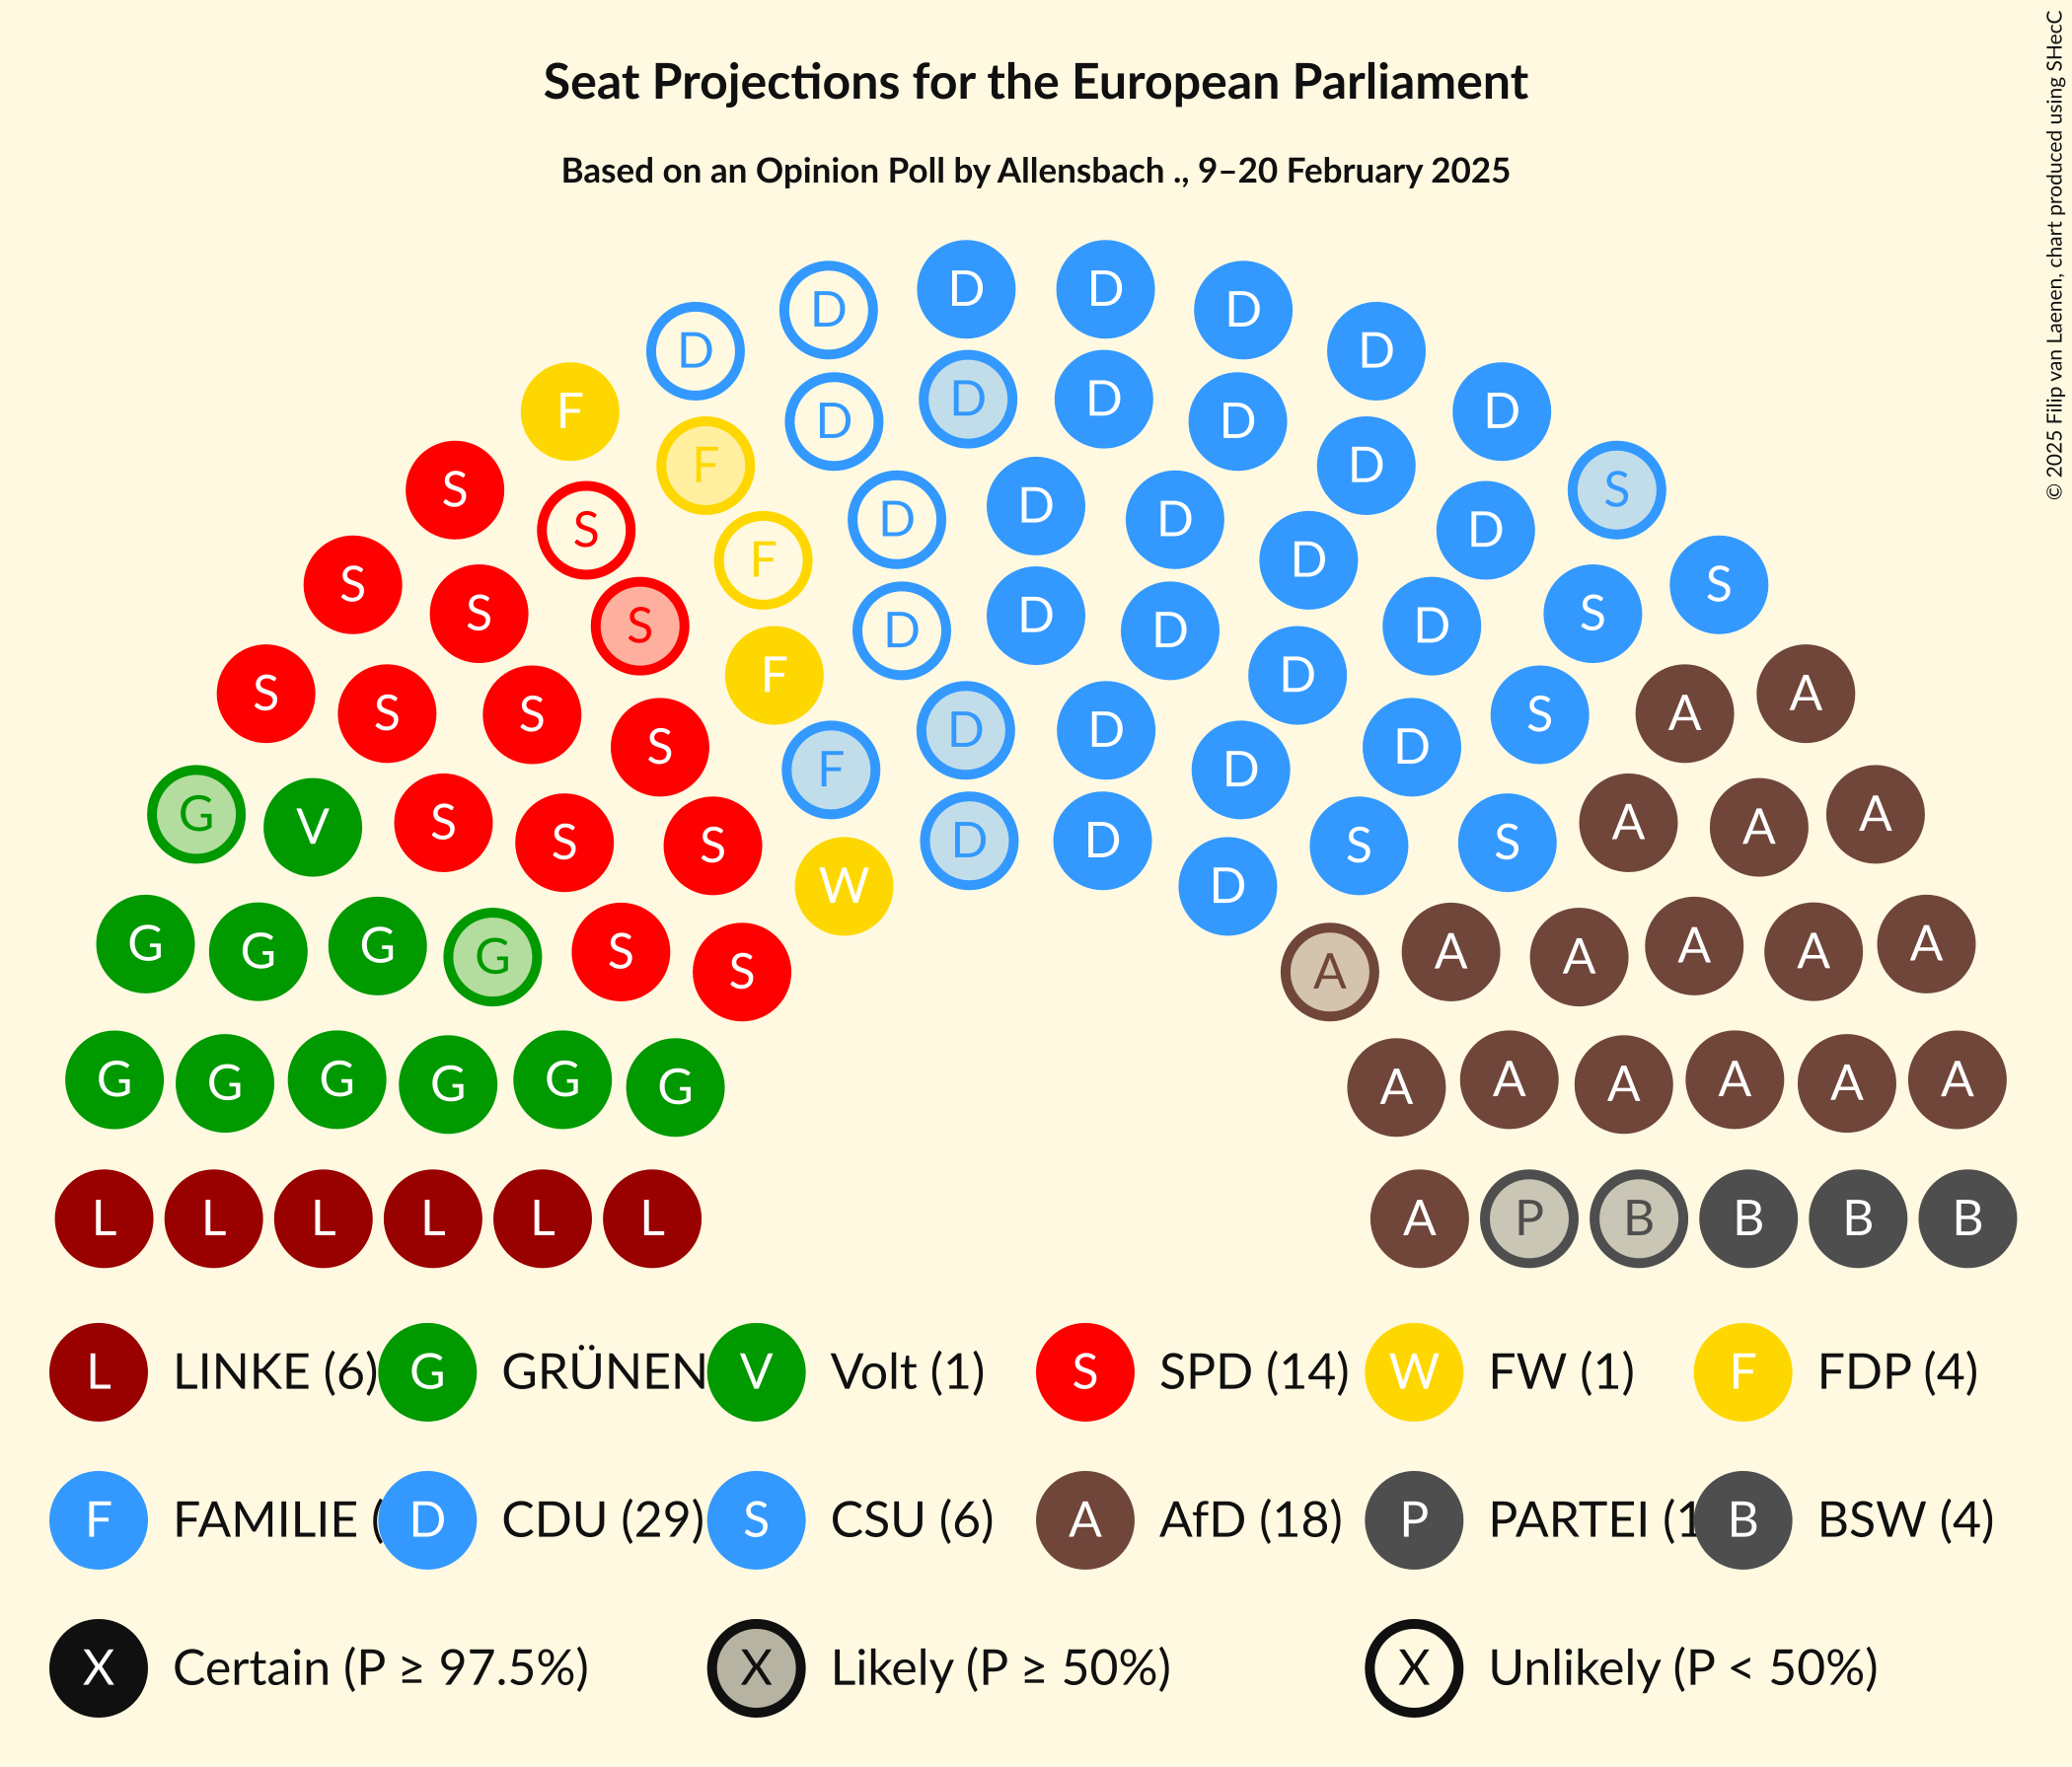 Seat Projections for the European Parliament
Based on an Opinion Poll by Allensbach ., 9–20 February 2025
© 2025 Filip van Laenen, chart produced using SHecC
D D
D D
D D
D D
F D
D D
F D
S S
D
D D
S D
F D
S S
S D S
S D D D
F D
S A
S S S A
D D
S D
F D
G A
V S A A
S S D D S S
W D
G G G G S S A A A A A A
G G G G G G A A A A A A
L L L L L L A P B B B B
L LINKE (6) G GRÜNEN V Volt (1) S SPD (14) W FW (1) F FDP (4)
F FAMILIE ( D CDU (29) S CSU (6) A AfD (18) P PARTEI (1 B BSW (4)
X Certain (P ≥ 97.5%) X Likely (P ≥ 50%) X Unlikely (P < 50%)